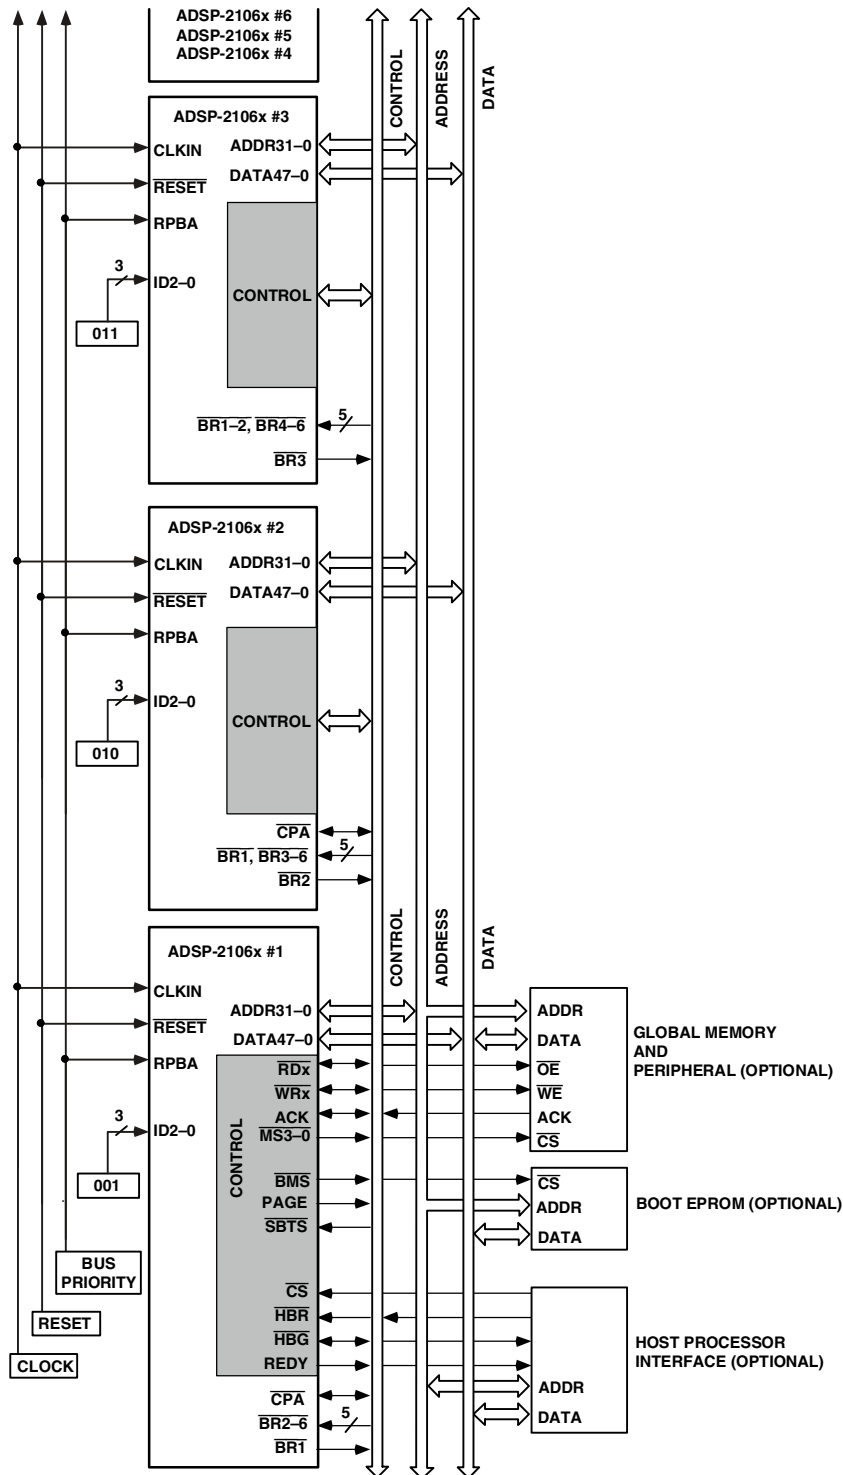 ADSP-2106x #6
ADSP-2106x #5
ADSP-2106x #4
CONTROL
ADDRESS
DATA
ADSP-2106x #3
CLKIN
ADDR31–0
DATA47–0
RESET
RPBA
3
ID2–0
CONTROL
011
BR1–2, BR4–6
5
BR3
ADSP-2106x #2
CLKIN
ADDR31–0
DATA47–0
RESET
RPBA
3
ID2–0
CONTROL
010
CPA
BR1, BR3–6
5
BR2
CONTROL
ADDRESS
DATA
ADSP-2106x #1
CLKIN
ADDR31–0
RESET
DATA47–0
RPBA
3
ID2–0
001
CONTROL
RDx
WRx
ACK
MS3–0
BMS
PAGE
SBTS
CS
HBR
HBG
REDY
CPA
BR2–6
5
BR1
ADDR
DATA
OE
WE
ACK
CS
GLOBAL MEMORY
AND
PERIPHERAL (OPTIONAL)
CS
ADDR
DATA
BOOT EPROM (OPTIONAL)
ADDR
DATA
HOST PROCESSOR
INTERFACE (OPTIONAL)
BUS
PRIORITY
RESET
CLOCK